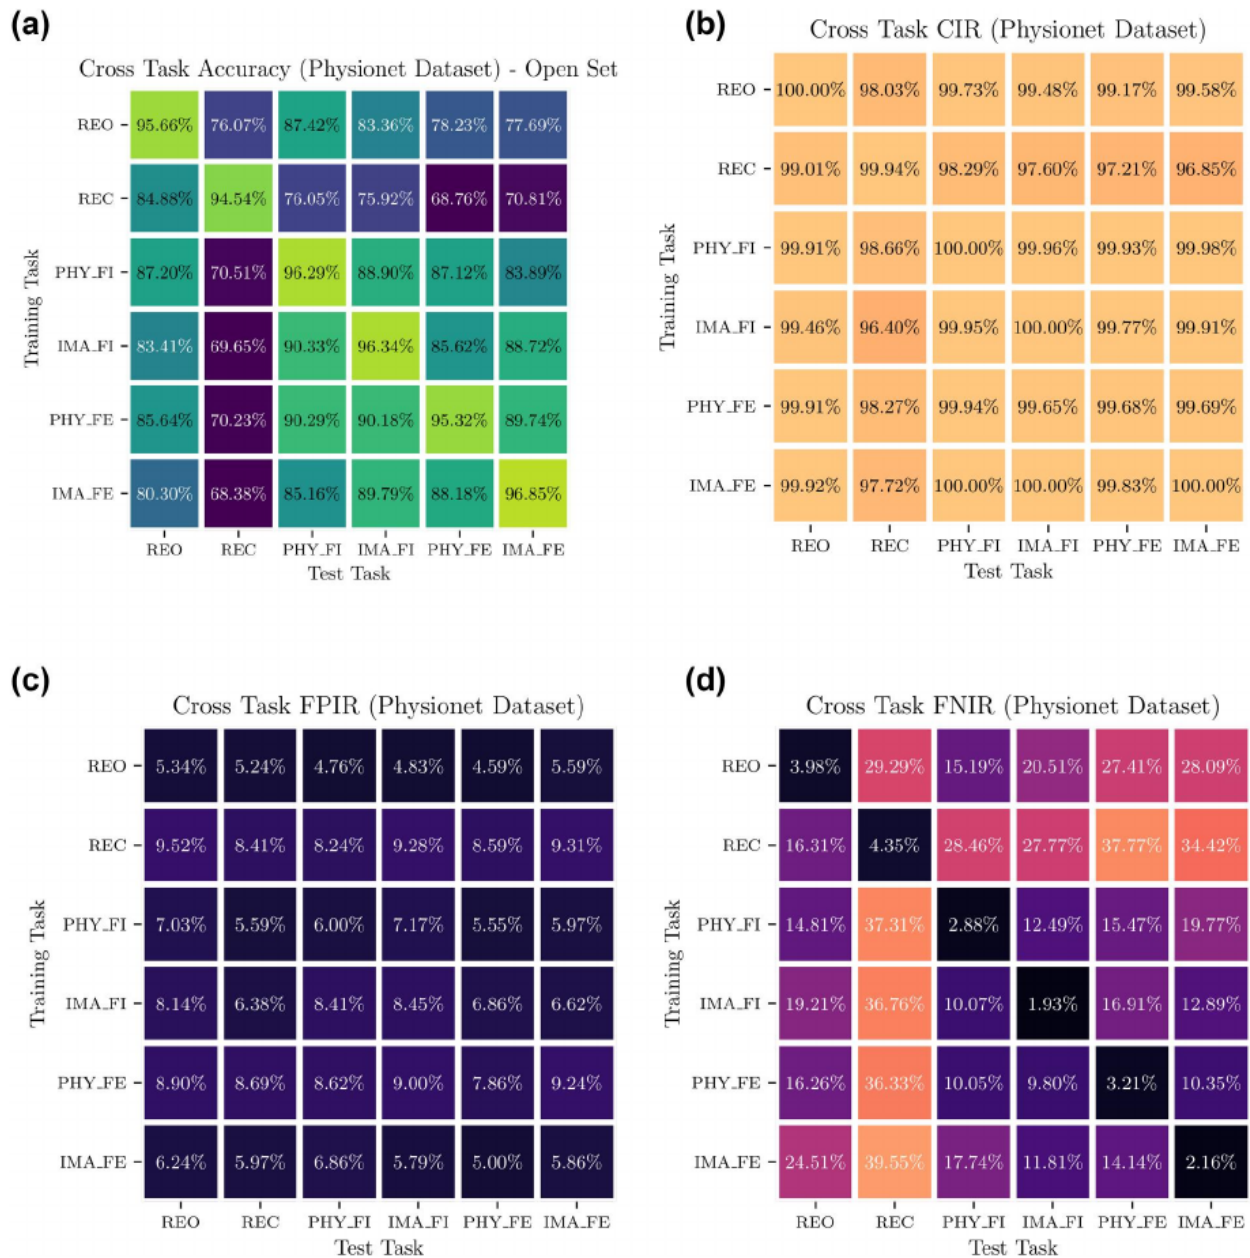 (a)
Cross Task Accuracy (Physionet Dataset) - Open Set
Training Task
REO 95.66% 76.07% 87.42% 83.36% 78.23% 77.69%
REC 84.88% 94.54% 76.05% 75.92% 68.76% 70.81%
PHY_FI 87.20% 70.51% 96.29% 88.90% 87.12% 83.89%
IMA_FI 83.41% 69.65% 90.33% 96.34% 85.62% 88.72%
PHY_FE 85.64% 70.23% 90.29% 90.18% 95.32% 89.74%
IMA_FE 80.30% 68.38% 85.16% 89.79% 88.18% 96.85%
REO REC PHY_FI IMA_FI PHY_FE IMA_FE
Test Task
(b)
Cross Task CIR (Physionet Dataset)
Training Task
REO 100.00% 98.03% 99.73% 99.48% 99.17% 99.58%
REC 99.01% 99.94% 98.29% 97.60% 97.21% 96.85%
PHY_FI 99.91% 98.66% 100.00% 99.96% 99.93% 99.98%
IMA_FI 99.46% 96.40% 99.95% 100.00% 99.77% 99.91%
PHY_FE 99.91% 98.27% 99.94% 99.65% 99.68% 99.69%
IMA_FE 99.92% 97.72% 100.00% 100.00% 99.83% 100.00%
REO REC PHY_FI IMA_FI PHY_FE IMA_FE
Test Task
(c)
Cross Task FPIR (Physionet Dataset)
Training Task
REO 5.34% 5.24% 4.76% 4.83% 4.59% 5.59%
REC 9.52% 8.41% 8.24% 9.28% 8.59% 9.31%
PHY_FI 7.03% 5.59% 6.00% 7.17% 5.55% 5.97%
IMA_FI 8.14% 6.38% 8.41% 8.45% 6.86% 6.62%
PHY_FE 8.90% 8.69% 8.62% 9.00% 7.86% 9.24%
IMA_FE 6.24% 5.97% 6.86% 5.79% 5.00% 5.86%
REO REC PHY_FI IMA_FI PHY_FE IMA_FE
Test Task
(d)
Cross Task FNIR (Physionet Dataset)
Training Task
REO 3.98% 29.29% 15.19% 20.51% 27.41% 28.09%
REC 16.31% 4.35% 28.46% 27.77% 37.77% 34.42%
PHY_FI 14.81% 37.31% 2.88% 12.49% 15.47% 19.77%
IMA_FI 19.21% 36.76% 10.07% 1.93% 16.91% 12.89%
PHY_FE 16.26% 36.33% 10.05% 9.80% 3.21% 10.35%
IMA_FE 24.51% 39.55% 17.74% 11.81% 14.14% 2.16%
REO REC PHY_FI IMA_FI PHY_FE IMA_FE
Test Task